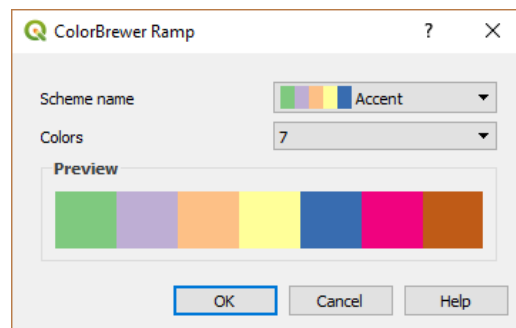 ColorBrewer Ramp ?
Scheme name Accent
Colors 7
Preview
OK Cancel Help